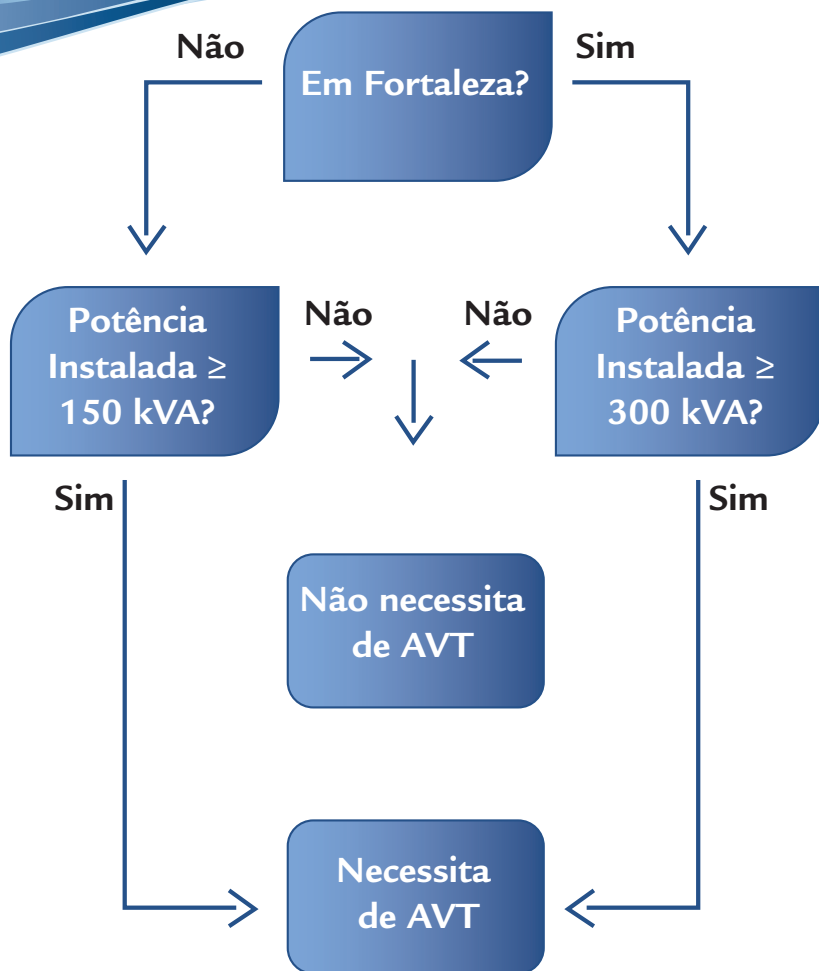 Não
Sim
Em Fortaleza?
Potência
Instalada ≥
150 kVA?
Não
Não
Potência
Instalada ≥
300 kVA?
Sim
Sim
Não necessita
de AVT
Necessita
de AVT